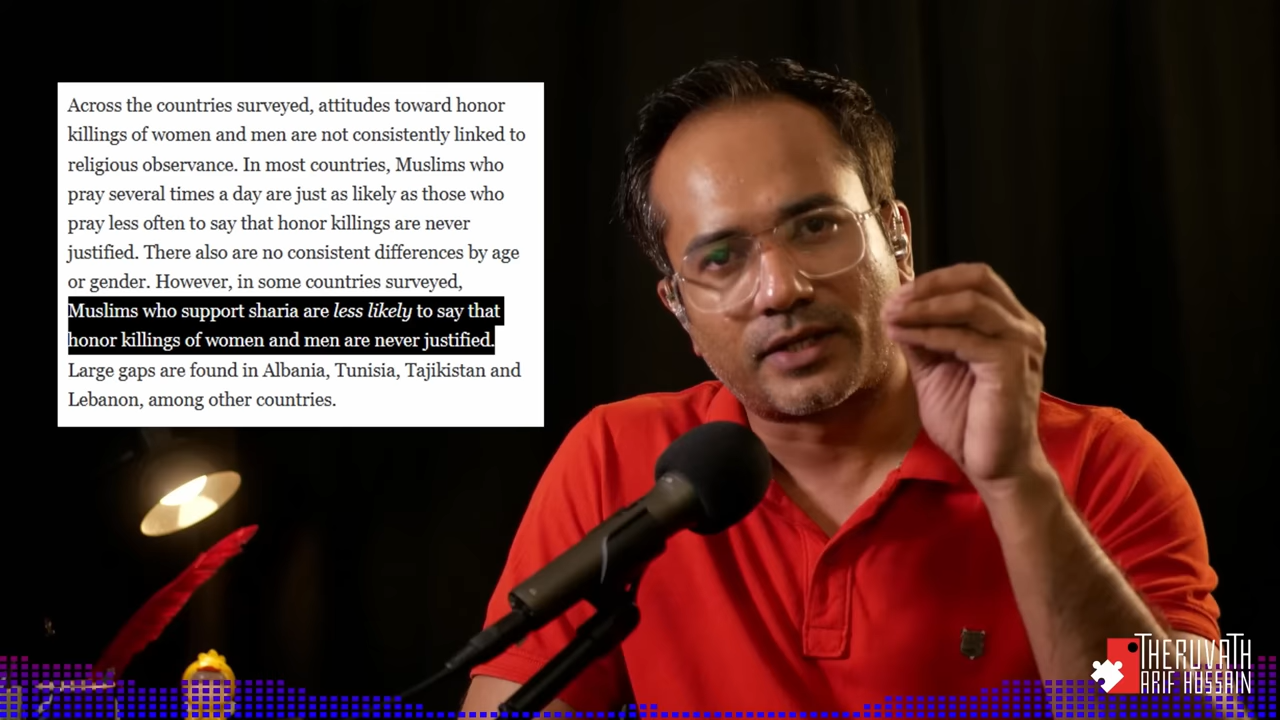 Across the countries surveyed, attitudes toward honor
killings of women and men are not consistently linked to
religious observance. In most countries, Muslims who
pray several times a day are just as likely as those who
pray less often to say that honor killings are never
justified. There also are no consistent differences by age
or gender. However, in some countries surveyed,
Muslims who support sharia are less likely to say that
honor killings of women and men are never justified.
Large gaps are found in Albania, Tunisia, Tajikistan and
Lebanon, among other countries.
THERUVATH
ARIF HUSSAIN